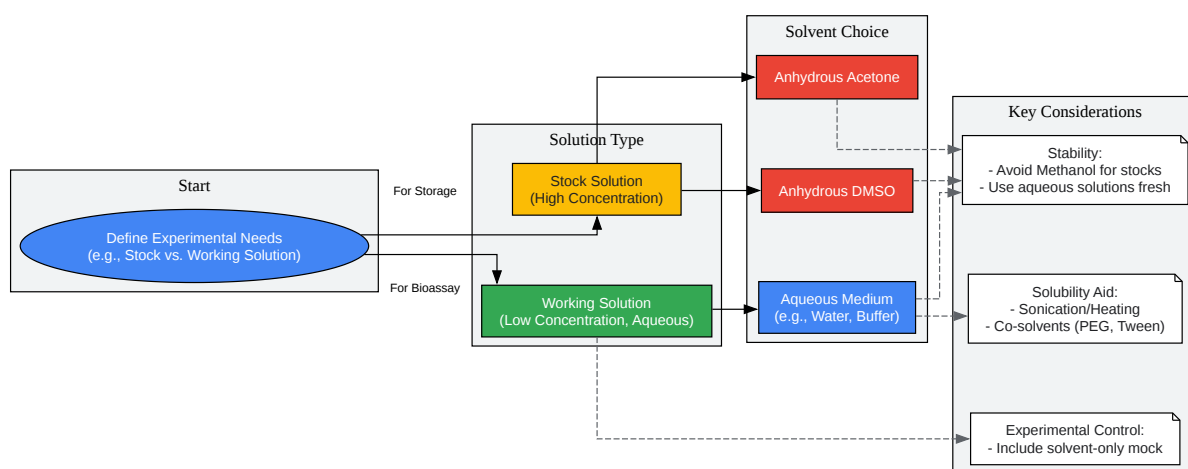 Start
Define Experimental Needs
(e.g., Stock vs. Working Solution)
For Storage
For Bioassay
Solution Type
Stock Solution
(High Concentration)
Working Solution
(Low Concentration, Aqueous)
Solvent Choice
Anhydrous Acetone
Anhydrous DMSO
Aqueous Medium
(e.g., Water, Buffer)
Key Considerations
Stability:
- Avoid Methanol for stocks
- Use aqueous solutions fresh
Solubility Aid:
- Sonication/Heating
- Co-solvents (PEG, Tween)
Experimental Control:
- Include solvent-only mock